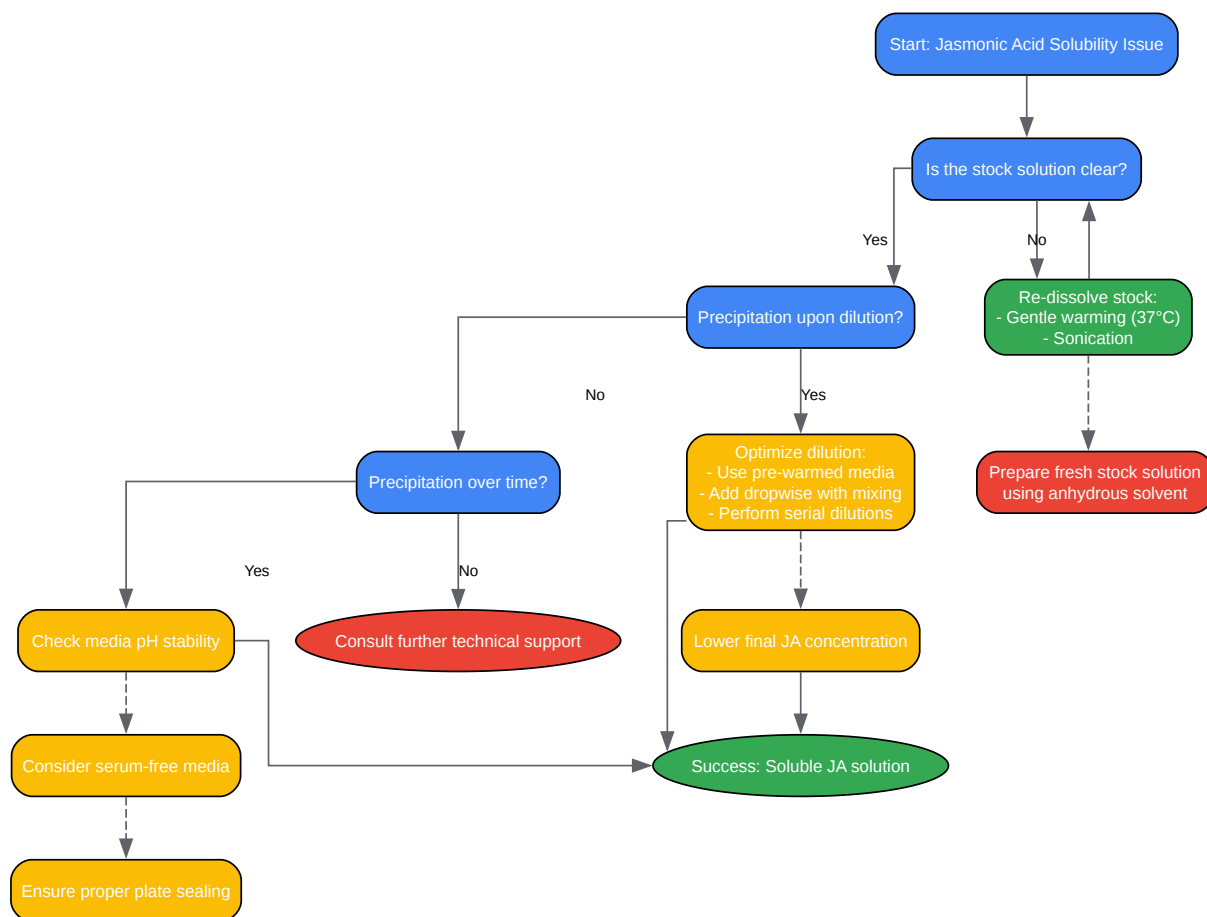 Start: Jasmonic Acid Solubility Issue
Is the stock solution clear?
Yes
No
Re-dissolve stock:
- Gentle warming (37°C)
- Sonication
Precipitation upon dilution?
No
Yes
Optimize dilution:
- Use pre-warmed media
- Add dropwise with mixing
- Perform serial dilutions
Prepare fresh stock solution
using anhydrous solvent
Precipitation over time?
Yes
No
Check media pH stability
Consult further technical support
Lower final JA concentration
Consider serum-free media
Success: Soluble JA solution
Ensure proper plate sealing